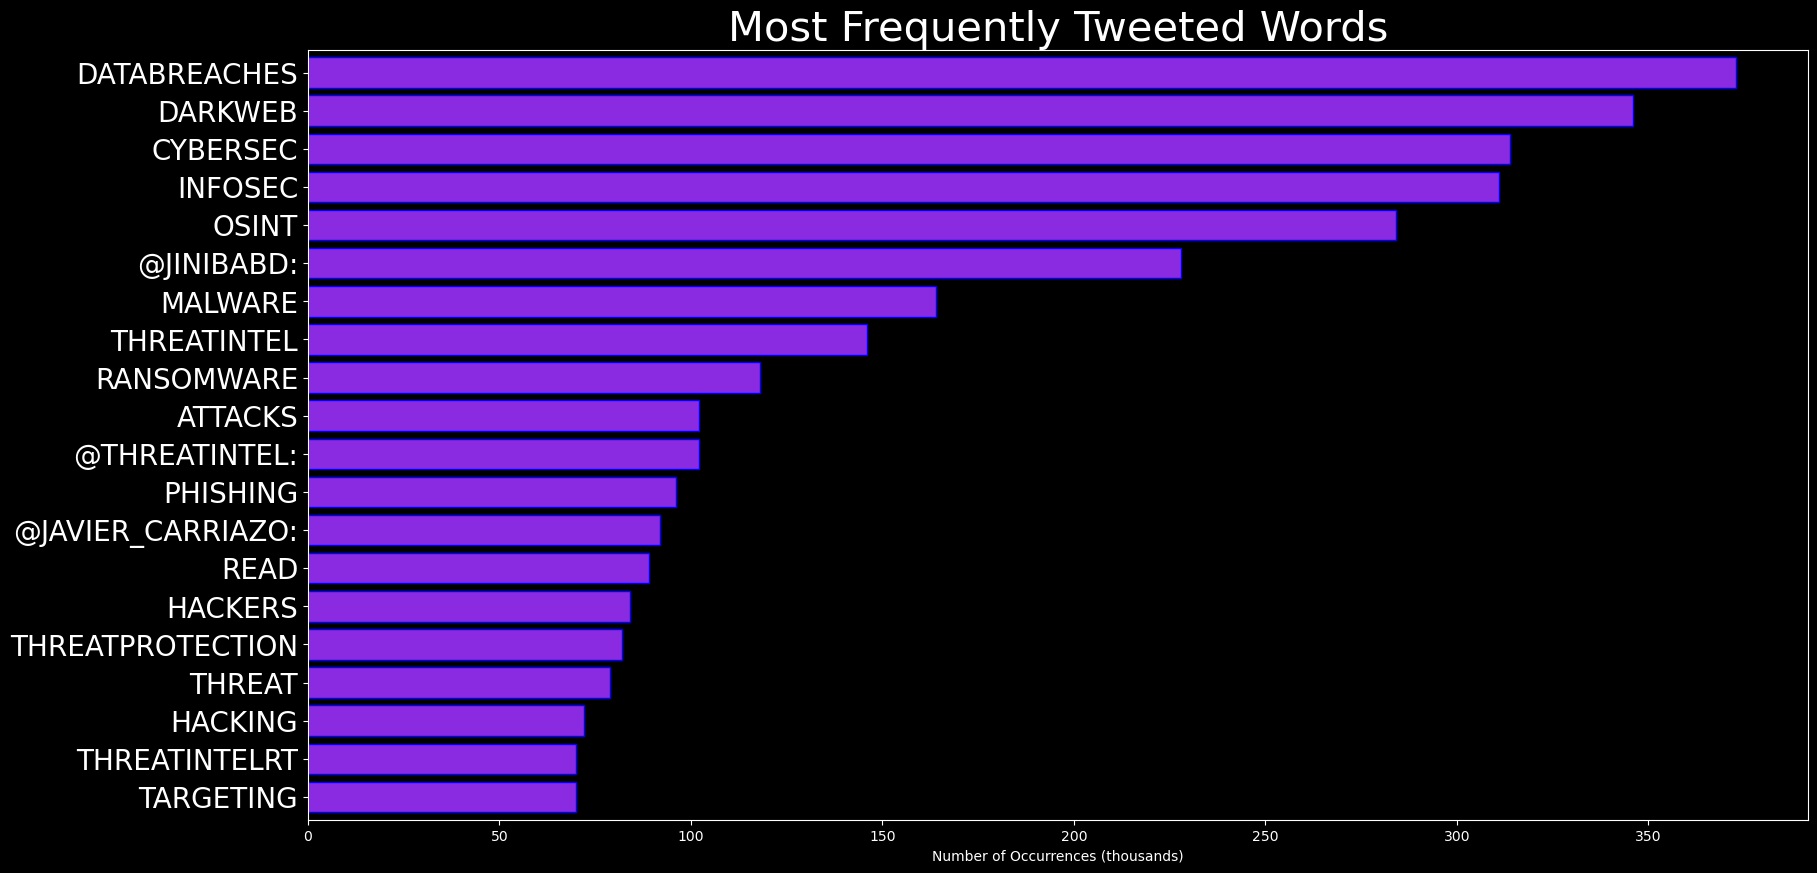 Most Frequently Tweeted Words
DATABREACHES
DARKWEB
CYBERSEC
INFOSEC
OSINT
@JINIBABD:
MALWARE
THREATINTEL
RANSOMWARE
ATTACKS
@THREATINTEL:
PHISHING
@JAVIER_CARRIAZO:
READ
HACKERS
THREATPROTECTION
THREAT
HACKING
THREATINTELRT
TARGETING
0 50 100 150 200 250 300 350
Number of Occurrences (thousands)